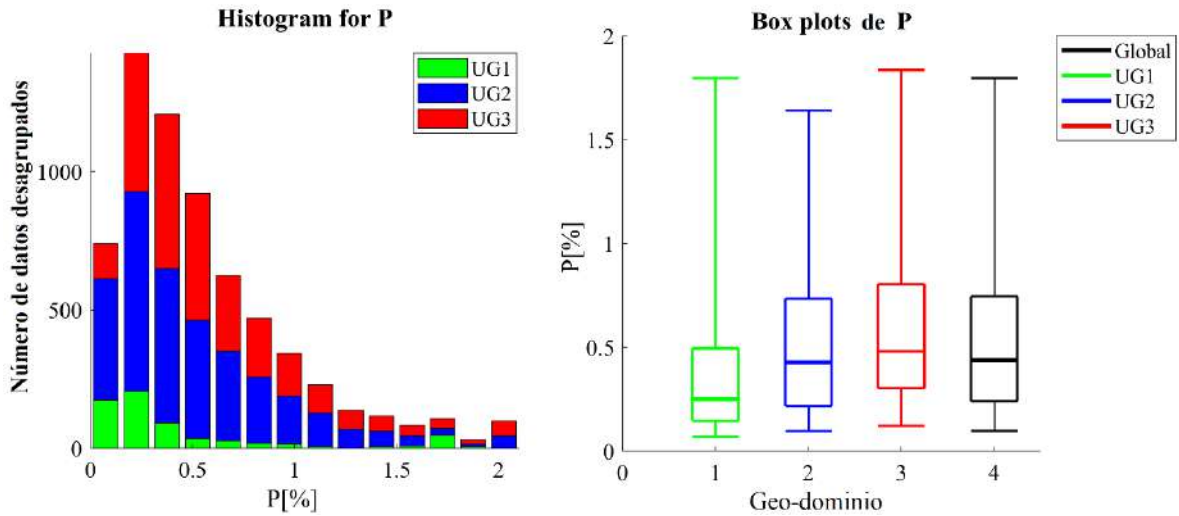 Histogram for P
Número de datos desagrupados
1000
500
0
0
0.5
1
1.5
2
P[%]
UG1
UG2
UG3
Box plots de P
P[%]
2
1.5
1
0.5
0
0
1
2
3
4
Geo-dominio
Global
UG1
UG2
UG3